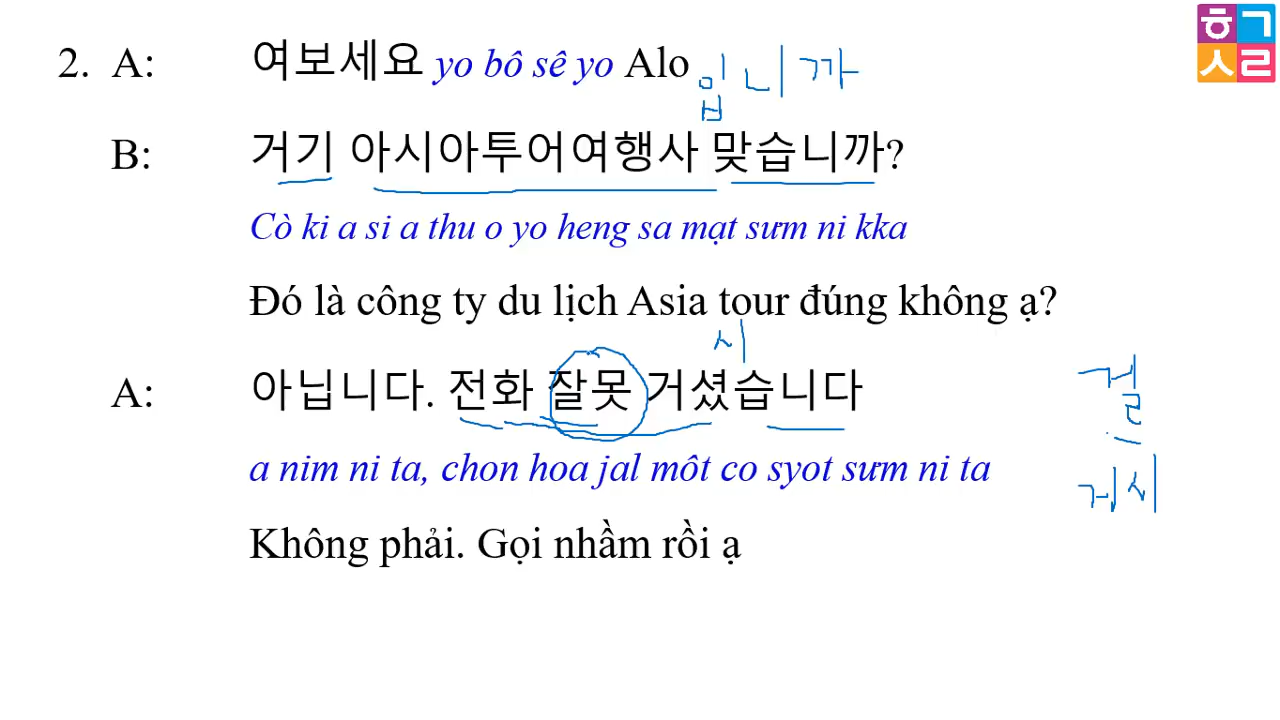 ㅎㄱ
2. A: 여보세요 yo bô sê yo Alo
입니까
B: 거기 아시아투어여행사 맞습니까?
Cò ki a si a thu o yo heng sa mạt sưm ni kka
Đó là công ty du lịch Asia tour đúng không ạ?
시
A: 아닙니다. 전화 잘못 거셨습니다
걸
a nim ni ta, chon hoa jal môt co syot sưm ni ta
거시
Không phải. Gọi nhầm rồi ạ
ㅅㄹ